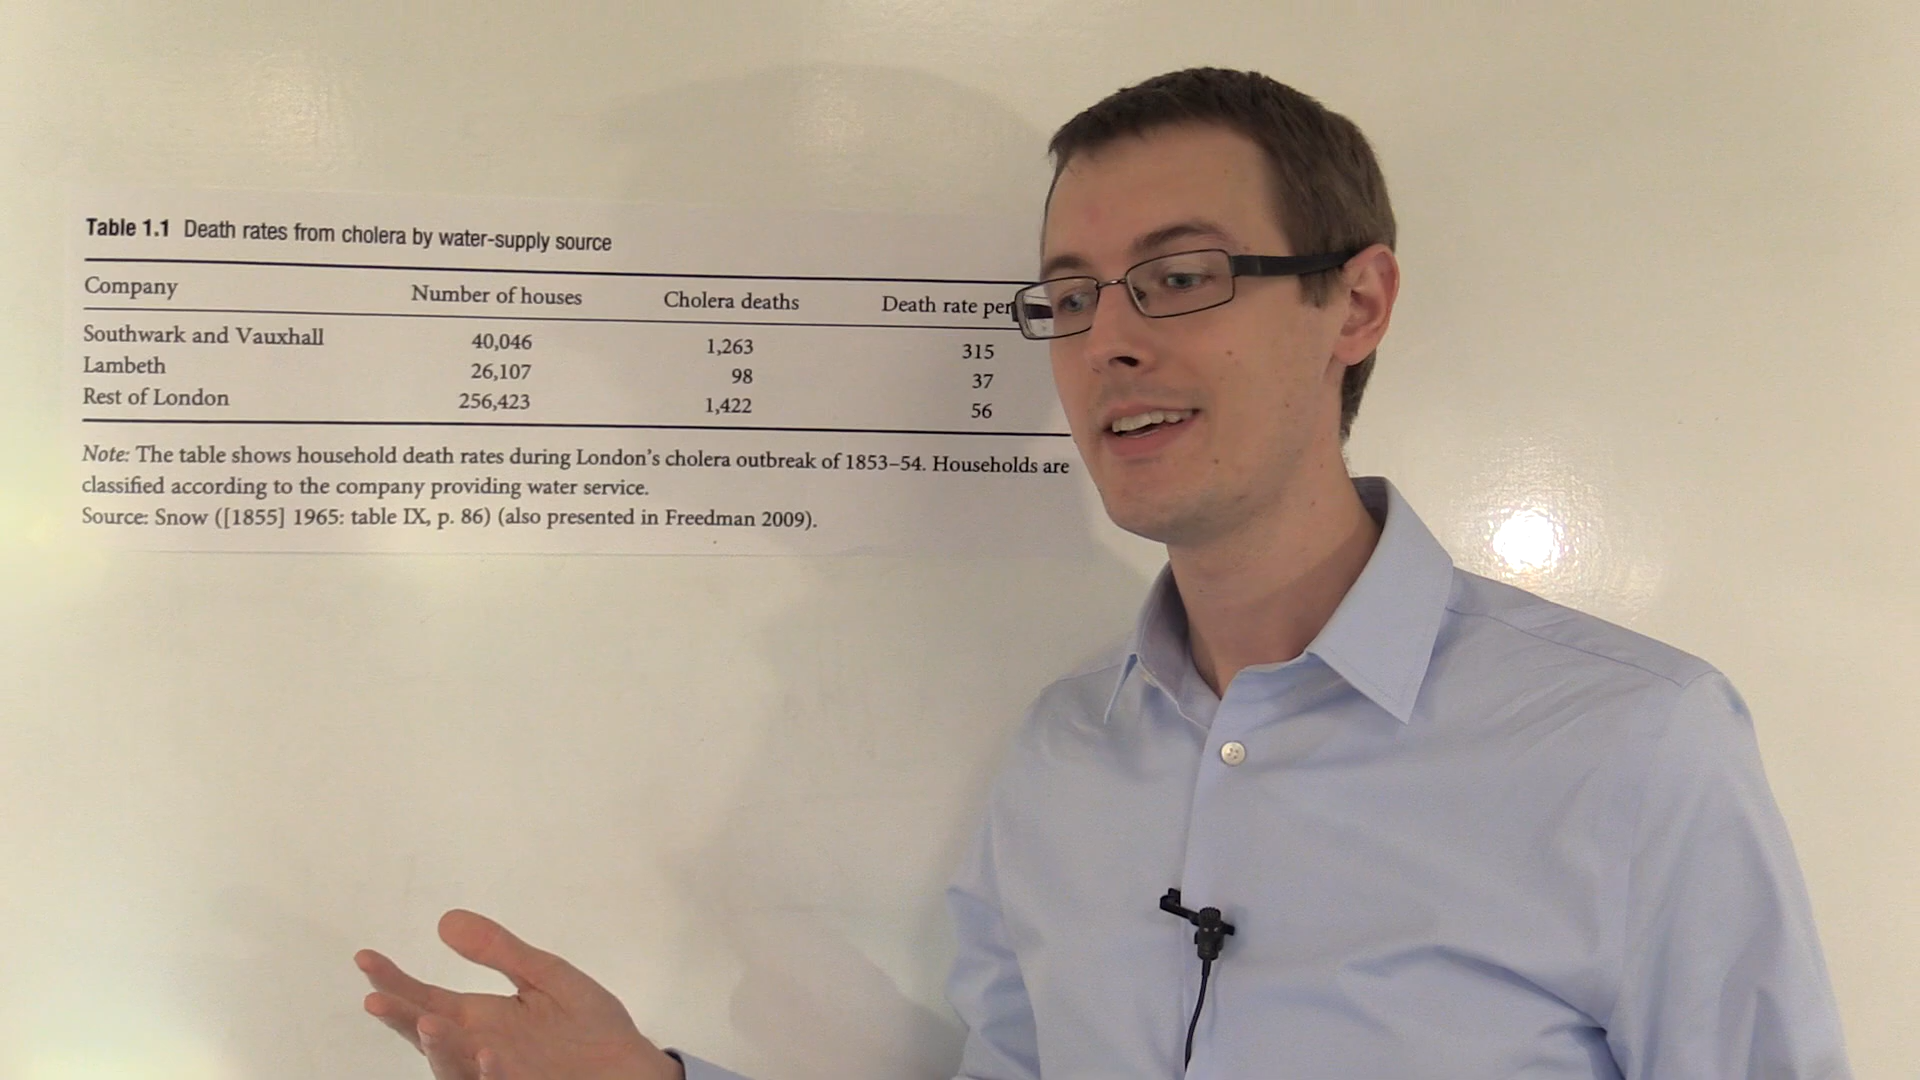 Table 1.1 Death rates from cholera by water-supply source
Company Number of houses Cholera deaths Death rate per
Southwark and Vauxhall 40,046 1,263 315
Lambeth 26,107 98 37
Rest of London 256,423 1,422 56
Note: The table shows household death rates during London's cholera outbreak of 1853–54. Households are
classified according to the company providing water service.
Source: Snow ([1855] 1965: table IX, p. 86) (also presented in Freedman 2009).